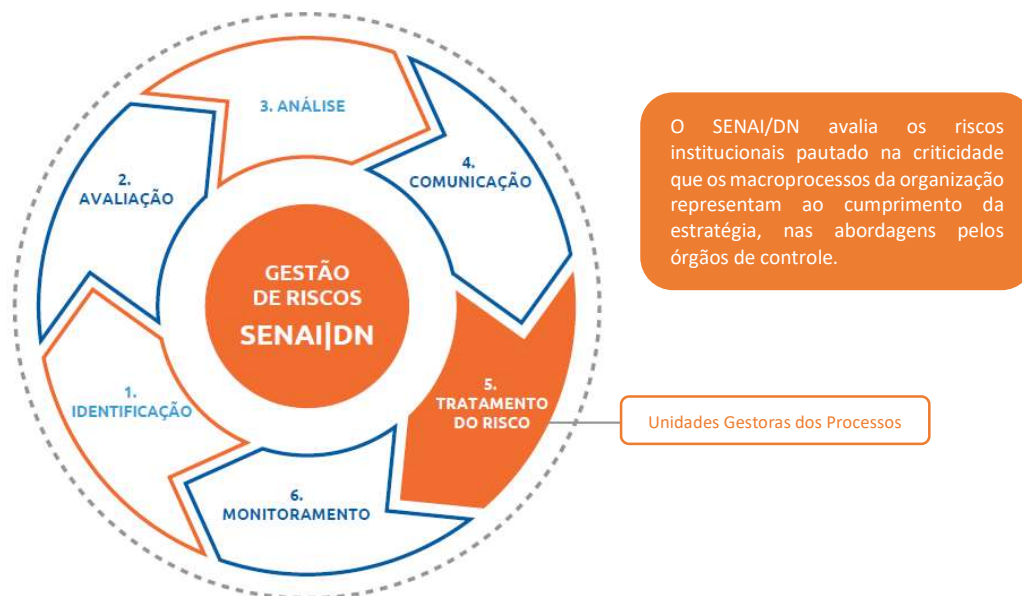 3. ANÁLISE
2.
AVALIAÇÃO
4.
COMUNICAÇÃO
GESTÃO
DE RISCOS
SENAI|DN
1.
IDENTIFICAÇÃO
5.
TRATAMENTO
DO RISCO
6.
MONITORAMENTO
O SENAI/DN avalia os riscos
institucionais pautado na criticidade
que os macroprocessos da organização
representam ao cumprimento da
estratégia, nas abordagens pelos
órgãos de controle.
Unidades Gestoras dos Processos